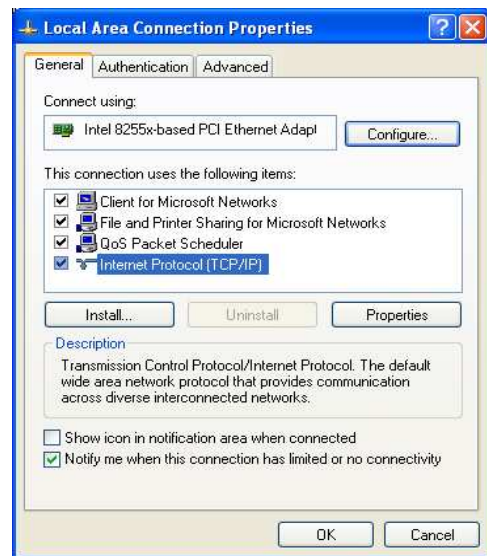 Local Area Connection Properties
General Authentication Advanced
Connect using:
Intel 8255x-based PCI Ethernet Adapt Configure...
This connection uses the following items:
Client for Microsoft Networks
File and Printer Sharing for Microsoft Networks
QoS Packet Scheduler
Internet Protocol (TCP/IP)
Install... Uninstall Properties
Description
Transmission Control Protocol/Internet Protocol. The default
wide area network protocol that provides communication
across diverse interconnected networks.
Show icon in notification area when connected
Notify me when this connection has limited or no connectivity
OK Cancel